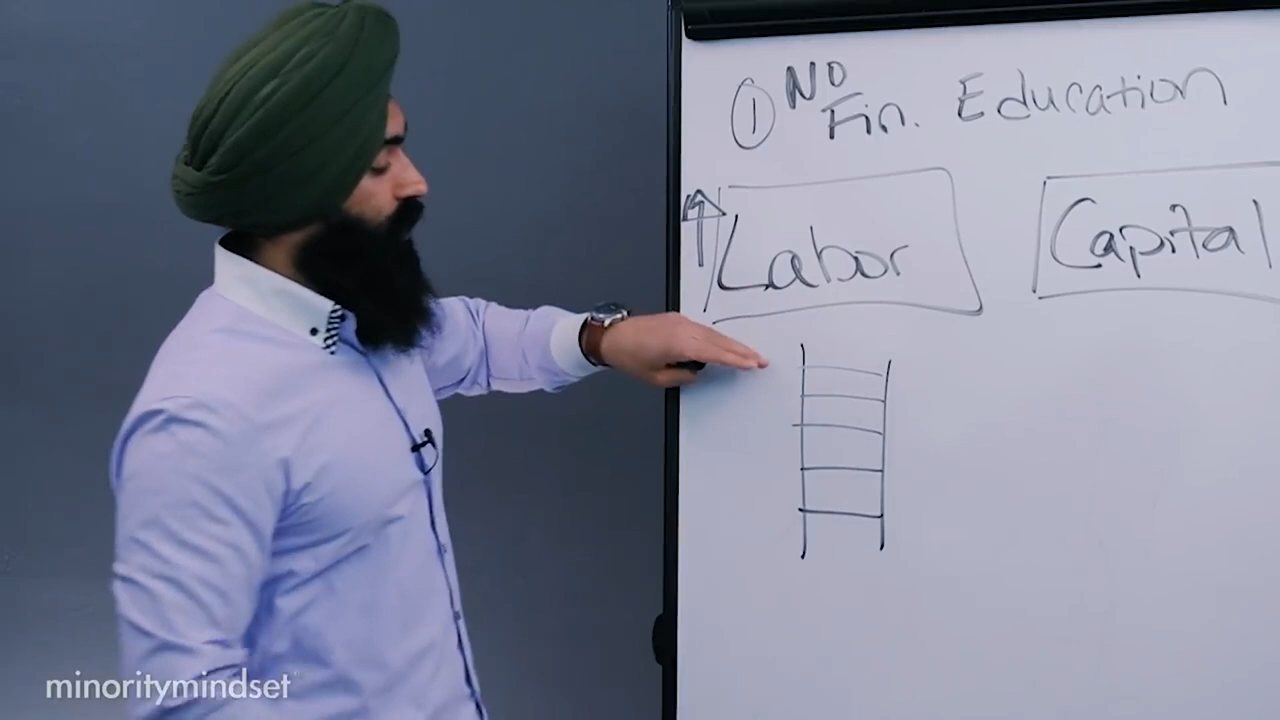 ① No
Fin. Education
Labor
Capital
minoritymindset